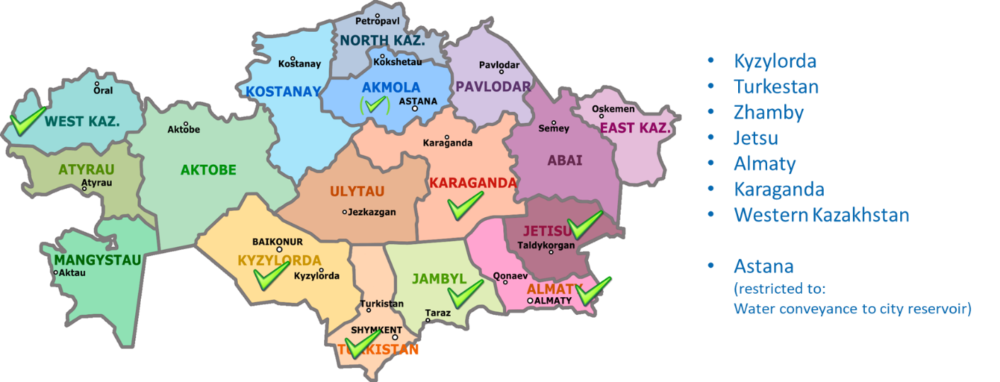 Petropavl
NORTH KAZ.
Kostanay
Kokshetau
Pavlodar
KOSTANAY
AKMOLA
PAVLODAR
( )
ASTANA
Oral
WEST KAZ.
Aktobe
Karaganda
Semey
Oskemen
EAST KAZ.
ATYRAU
Atyrau
AKTOBE
ULYTAU
KARAGANDA
ABAI
Jezkazgan
MANGYSTAU
Aktau
BAIKONUR
KYZYLORDA
Kyzylorda
JETISU
Taldykorgan
JAMBYL
Qonaev
ALMATY
ALMATY
Turkistan
Taraz
SHYMKENT
TURKISTAN
• Kyzylorda
• Turkestan
• Zhamby
• Jetsu
• Almaty
• Karaganda
• Western Kazakhstan
• Astana
(restricted to:
Water conveyance to city reservoir)